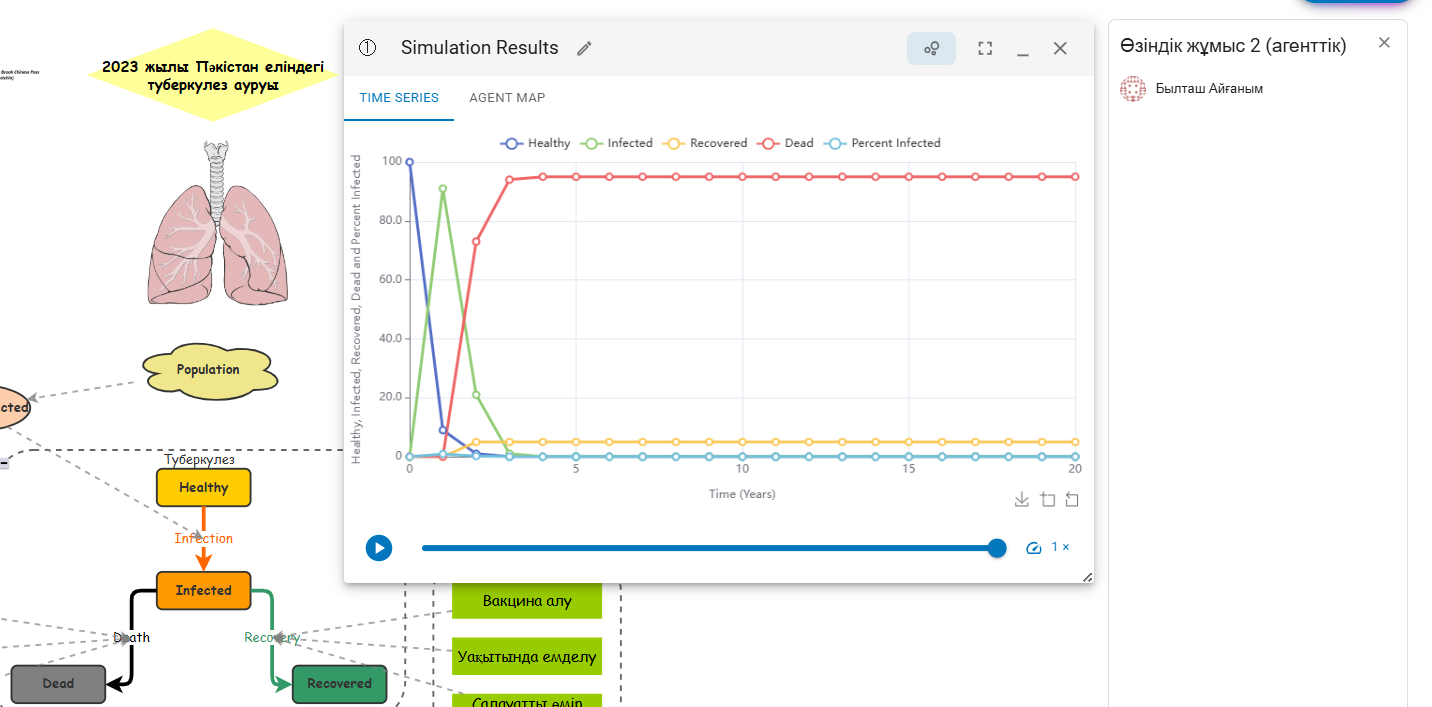 Simulation Results
Өзіндік жұмыс 2 (агенттік)
Былташ Айғаным
2023 жылы Пәкістан еліндегі
туберкулез ауруы
TIME SERIES
AGENT MAP
Healthy
Infected
Recovered
Dead
Percent Infected
Healthy, Infected, Recovered, Dead and Percent Infected
100
80.0
60.0
40.0
20.0
0
0
5
10
15
20
Time (Years)
1 ×
Population
cted
Туберкулез
Healthy
Infection
Infected
Death
Recovery
Dead
Recovered
Вакцина алу
Уақытында емделу
Салауатты өмір